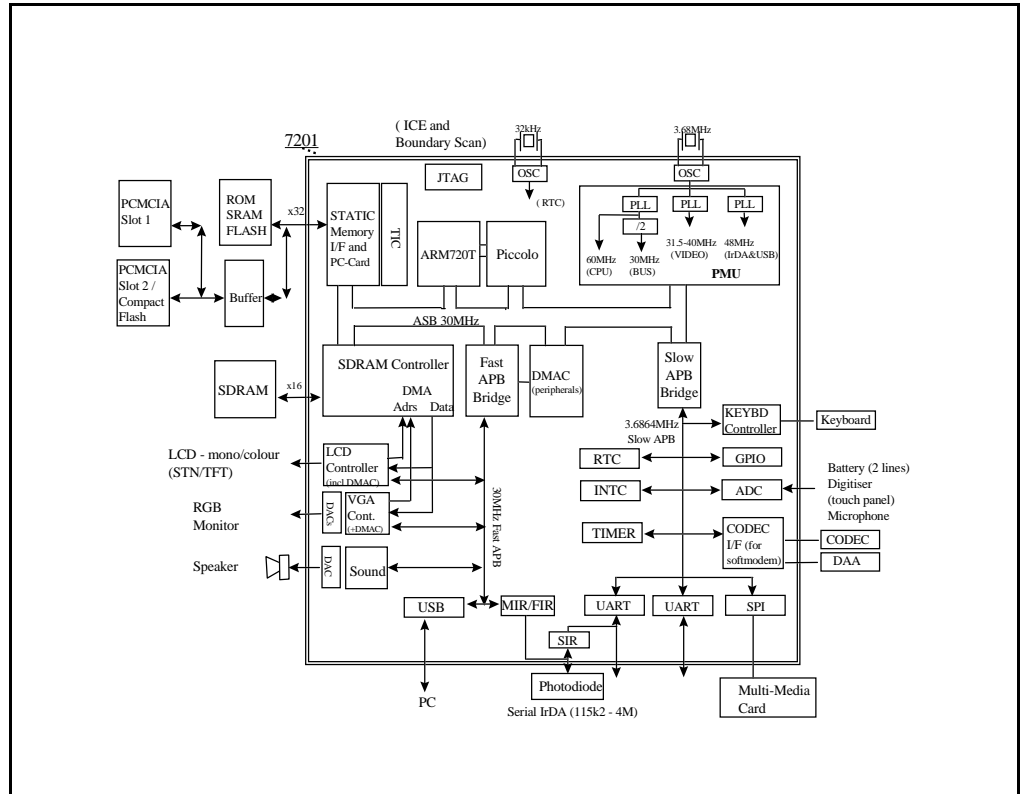 ( ICE and
Boundary Scan)
32kHz
3.68MHz
7201
JTAG
OSC
OSC
( RTC)
PCMCIA
Slot 1
ROM
SRAM
FLASH
x32
STATIC
Memory
I/F and
PC-Card
TIC
ARM720T
Piccolo
PLL
PLL
PLL
/2
60MHz
(CPU)
30MHz
(BUS)
31.5-40MHz
(VIDEO)
48MHz
(IrDA&USB)
PMU
PCMCIA
Slot 2 /
Compact
Flash
Buffer
ASB 30MHz
SDRAM
x16
SDRAM Controller
DMA
Adrs
Data
Fast
APB
Bridge
DMAC
(peripherals)
Slow
APB
Bridge
3.6864MHz
Slow APB
KEYBD
Controller
Keyboard
LCD - mono/colour
(STN/TFT)
LCD
Controller
(incl DMAC)
RTC
GPIO
INTC
ADC
Battery (2 lines)
Digitiser
(touch panel)
Microphone
RGB
Monitor
DACs
VGA
Cont.
(+DMAC)
30MHz Fast APB
TIMER
CODEC
I/F (for
softmodem)
CODEC
DAA
Speaker
DAC
Sound
USB
MIR/FIR
UART
UART
SPI
SIR
PC
Photodiode
Serial IrDA (115k2 - 4M)
Multi-Media
Card